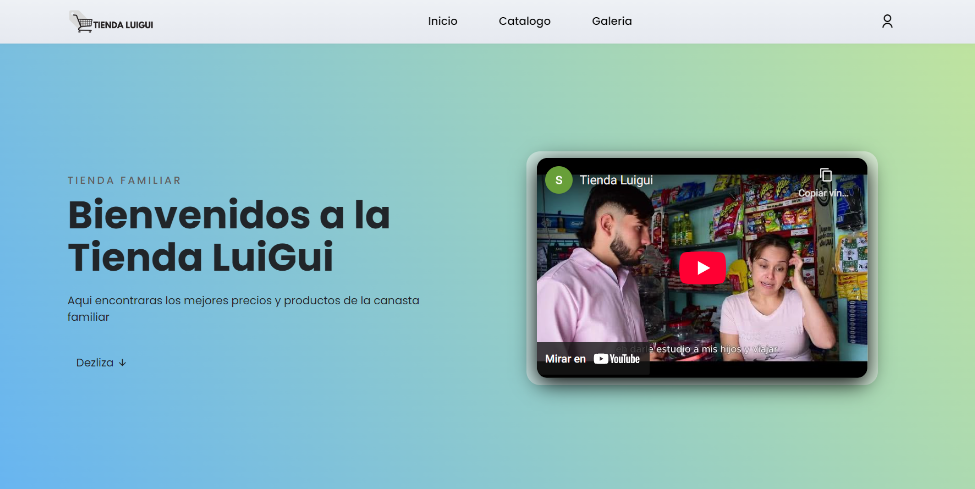 TIENDA LUIGUI
Inicio
Catalogo
Galeria
TIENDA FAMILIAR
Bienvenidos a la
Tienda LuiGui
Aqui encontraras los mejores precios y productos de la canasta
familiar
Dezliza ↓
S
Tienda Luigui
Copiar vín...
estudio a mis hijos y viajar
Mirar en YouTube